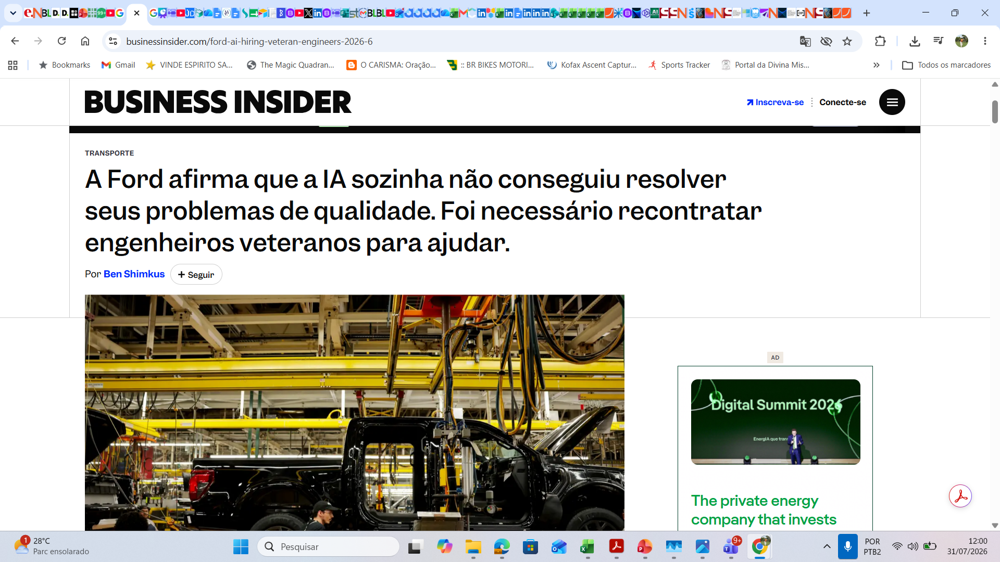 businessinsider.com/ford-ai-hiring-veteran-engineers-2026-6
Bookmarks
Gmail
VINDE ESPIRITO SA...
The Magic Quadran...
O CARISMA: Oração...
:: BR BIKES MOTORI...
Kofax Ascent Captur...
Sports Tracker
Portal da Divina Mis...
Todos os marcadores
BUSINESS INSIDER
Inscreva-se
Conecte-se
TRANSPORTE
A Ford afirma que a IA sozinha não conseguiu resolver
seus problemas de qualidade. Foi necessário recontratar
engenheiros veteranos para ajudar.
Por Ben Shimkus
+ Seguir
AD
Digital Summit 2026
EnergIA que tran
The private energy
company that invests
1
28°C
Parc ensolarado
Pesquisar
9+
POR
PTB2
12:00
31/07/2026